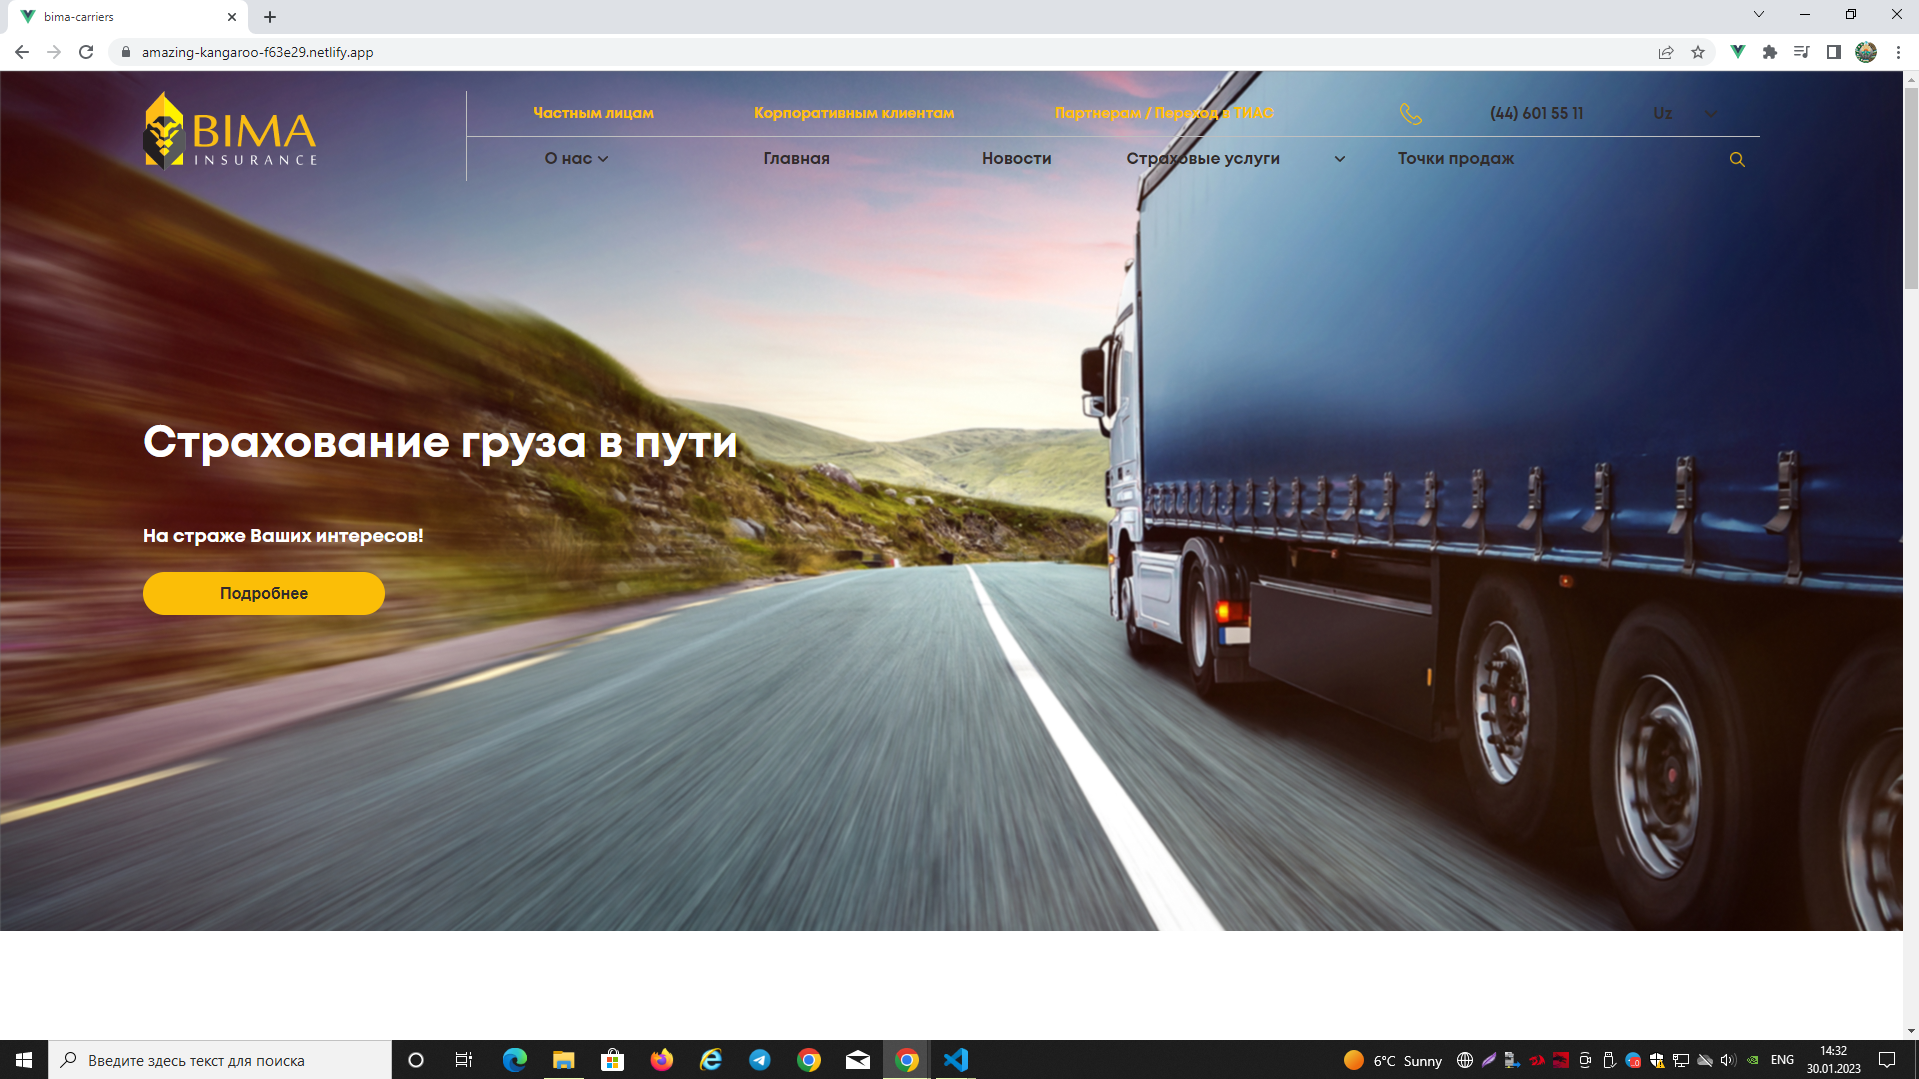 bima-carriers
amazing-kangaroo-f63e29.netlify.app
BIMA
INSURANCE
Частным лицам
Корпоративным клиентам
Партнерам / Переход в ТИАС
(44) 601 55 11
Uz
О нас
Главная
Новости
Страховые услуги
Точки продаж
Страхование груза в пути
На страже Ваших интересов!
Подробнее
Введите здесь текст для поиска
6°C Sunny
ENG
14:32
30.01.2023